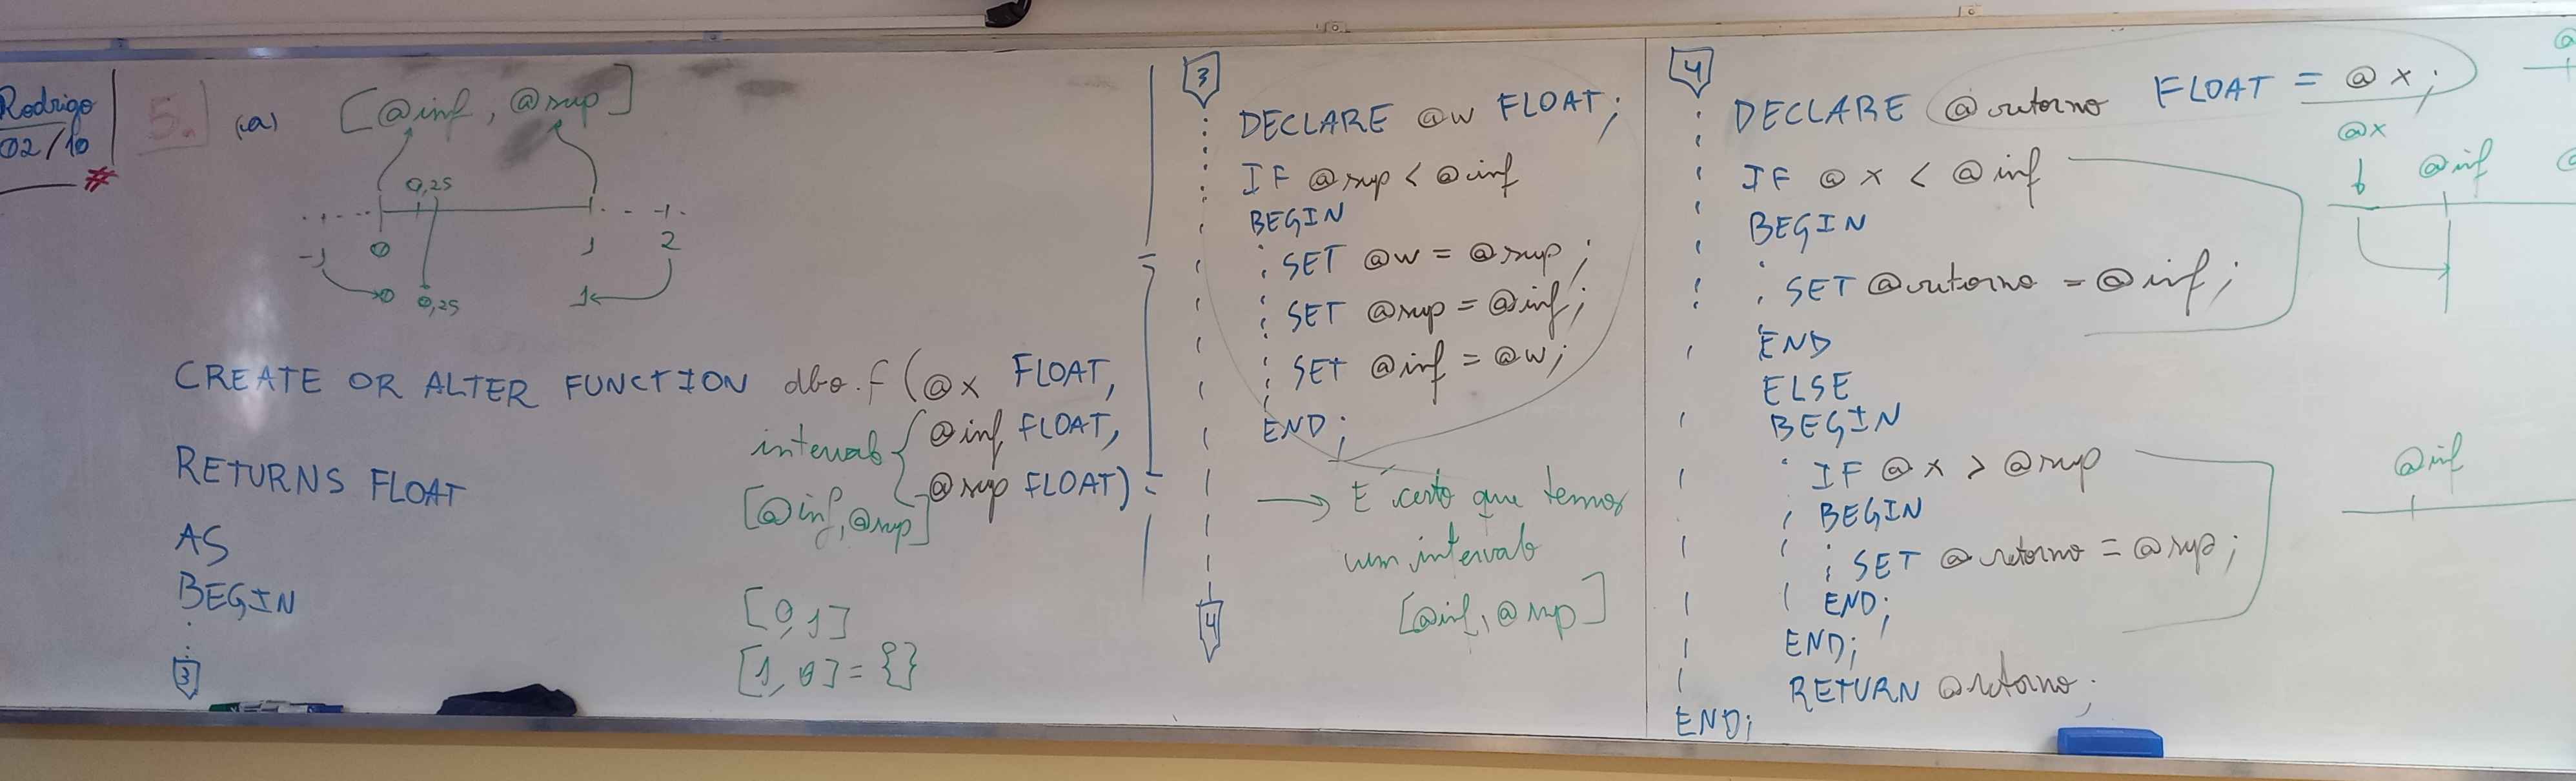 Rodrigo
02/10
#
5. (a) [@inf, @sup]
0,25
-1 0 1 2
0 0,25 1
CREATE OR ALTER FUNCTION dbo.f(@x FLOAT,
intervalo { @inf FLOAT,
[@inf, @sup] @sup FLOAT)
RETURNS FLOAT
AS
BEGIN
3
[0,1]
[1,0]={}
3
DECLARE @w FLOAT;
IF @sup < @inf
BEGIN
SET @w = @sup;
SET @sup = @inf;
SET @inf = @w;
END;
→ É certo que temos
um intervalo
[@inf, @sup]
4
4
DECLARE @retorno FLOAT = @x;
IF @x < @inf
BEGIN
SET @retorno = @inf;
END
ELSE
BEGIN
IF @x > @sup
BEGIN
SET @retorno = @sup;
END;
END;
RETURN @retorno;
END;
@x
@inf
@inf